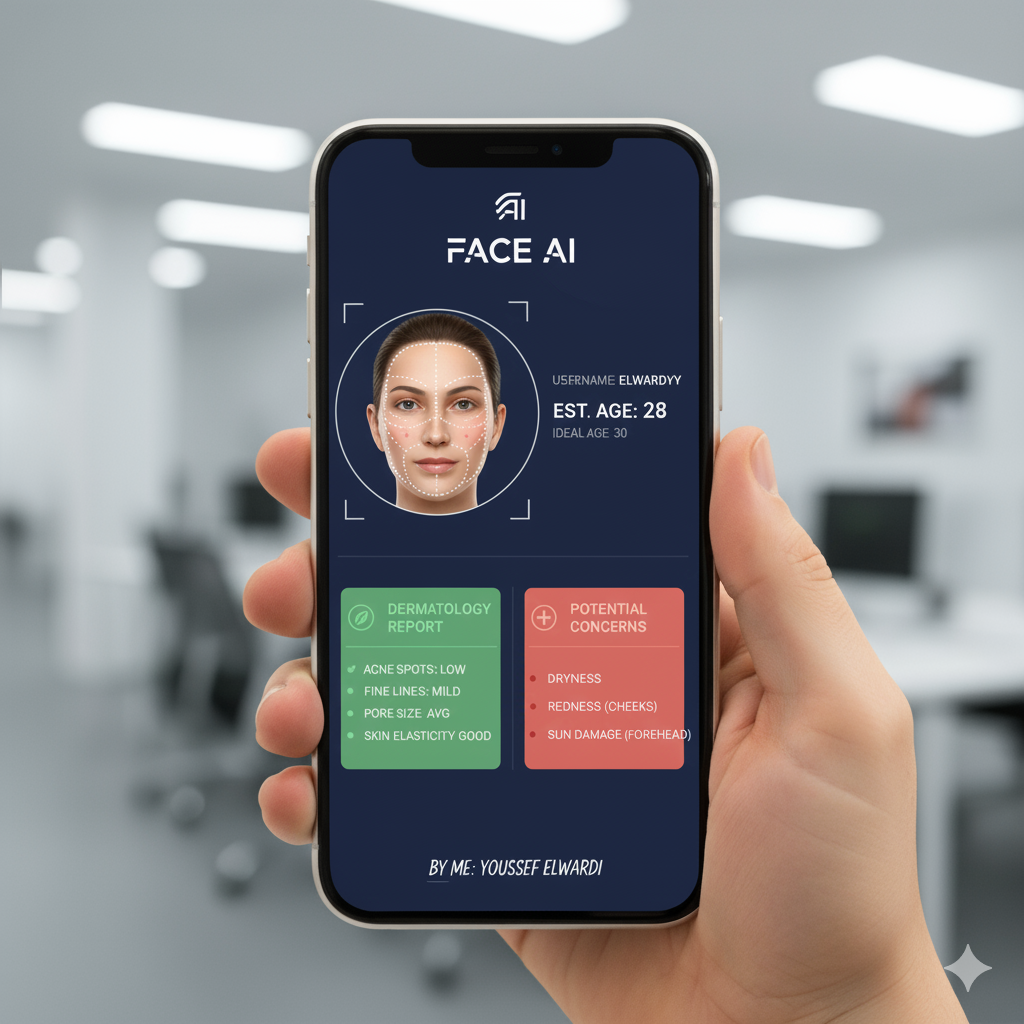 AI
FACE AI
USERNAME ELWARDYY
EST. AGE: 28
IDEAL AGE 30
DERMATOLOGY
REPORT
ACNE SPOTS: LOW
FINE LINES: MILD
PORE SIZE AVG
SKIN ELASTICITY GOOD
POTENTIAL
CONCERNS
DRYNESS
REDNESS (CHEEKS)
SUN DAMAGE (FOREHEAD)
BY ME: YOUSSEF ELWARDI